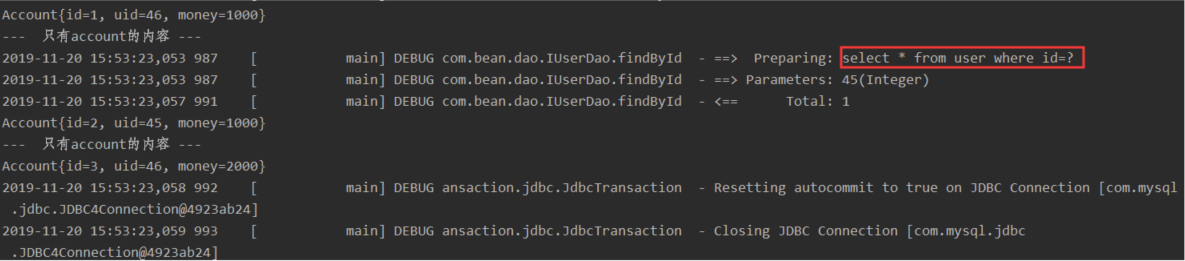 Account{id=1, uid=46, money=1000}
--- 只有account的内容 ---
2019-11-20 15:53:23,053 987    [           main] DEBUG com.bean.dao.IUserDao.findById  - ==>  Preparing: select * from user where id=?
2019-11-20 15:53:23,053 987    [           main] DEBUG com.bean.dao.IUserDao.findById  - ==> Parameters: 45(Integer)
2019-11-20 15:53:23,057 991    [           main] DEBUG com.bean.dao.IUserDao.findById  - <==      Total: 1
Account{id=2, uid=45, money=1000}
--- 只有account的内容 ---
Account{id=3, uid=46, money=2000}
2019-11-20 15:53:23,058 992    [           main] DEBUG ansaction.jdbc.JdbcTransaction  - Resetting autocommit to true on JDBC Connection [com.mysql
.jdbc.JDBC4Connection@4923ab24]
2019-11-20 15:53:23,059 993    [           main] DEBUG ansaction.jdbc.JdbcTransaction  - Closing JDBC Connection [com.mysql.jdbc
.JDBC4Connection@4923ab24]